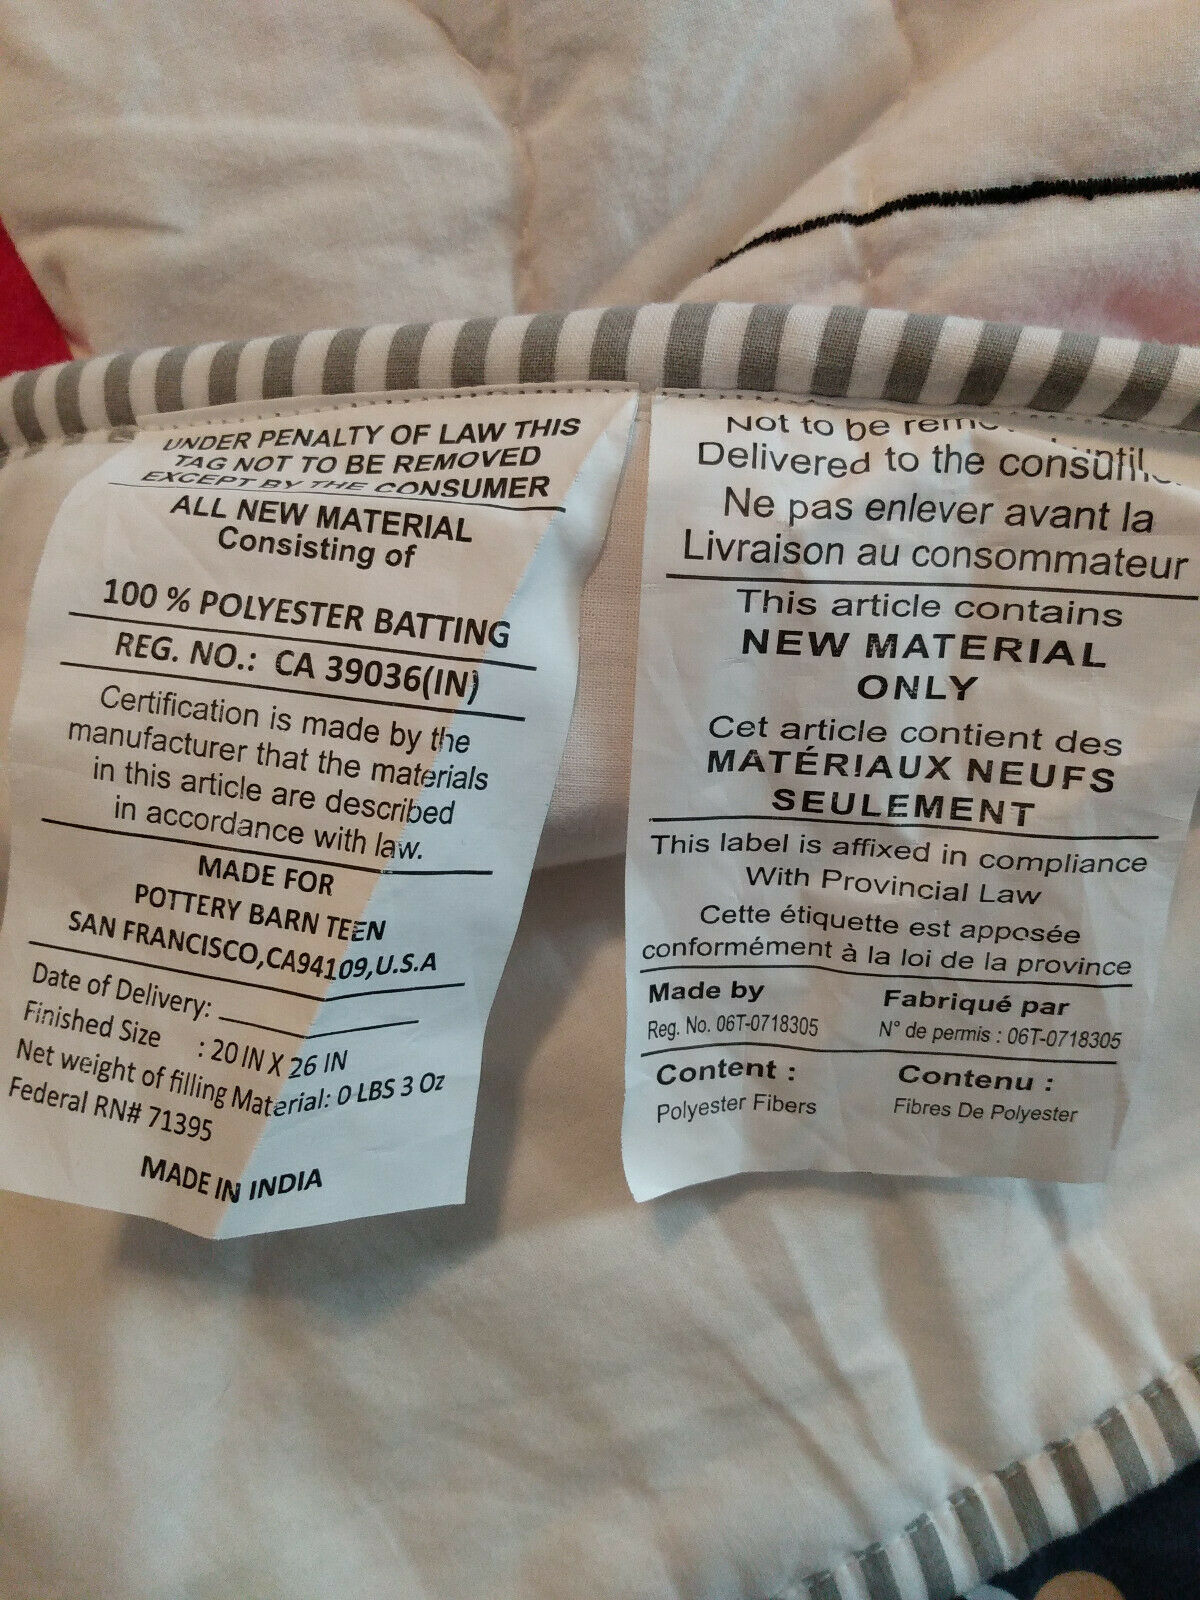 UNDER PENALTY OF LAW THIS
TAG NOT TO BE REMOVED
EXCEPT BY THE CONSUMER
ALL NEW MATERIAL
Consisting of
100 % POLYESTER BATTING
REG. NO.: CA 39036(IN)
Certification is made by the
manufacturer that the materials
in this article are described
in accordance with law.
MADE FOR
POTTERY BARN TEEN
SAN FRANCISCO,CA94109,U.S.A
Date of Delivery:
Finished Size : 20 IN X 26 IN
Net weight of filling Material: 0 LBS 3 Oz
Federal RN# 71395
MADE IN INDIA
Not to be
Delivered to the
Ne pas enlever avant la
Livraison au consommateur
This article contains
NEW MATERIAL
ONLY
Cet article contient des
MATÉRIAUX NEUFS
SEULEMENT
This label is affixed in compliance
With Provincial Law
Cette étiquette est apposée
conformément à la loi de la province
Made by Fabriqué par
Reg. No. 06T-0718305 N° de permis : 06T-0718305
Content : Contenu :
Polyester Fibers Fibres De Polyester